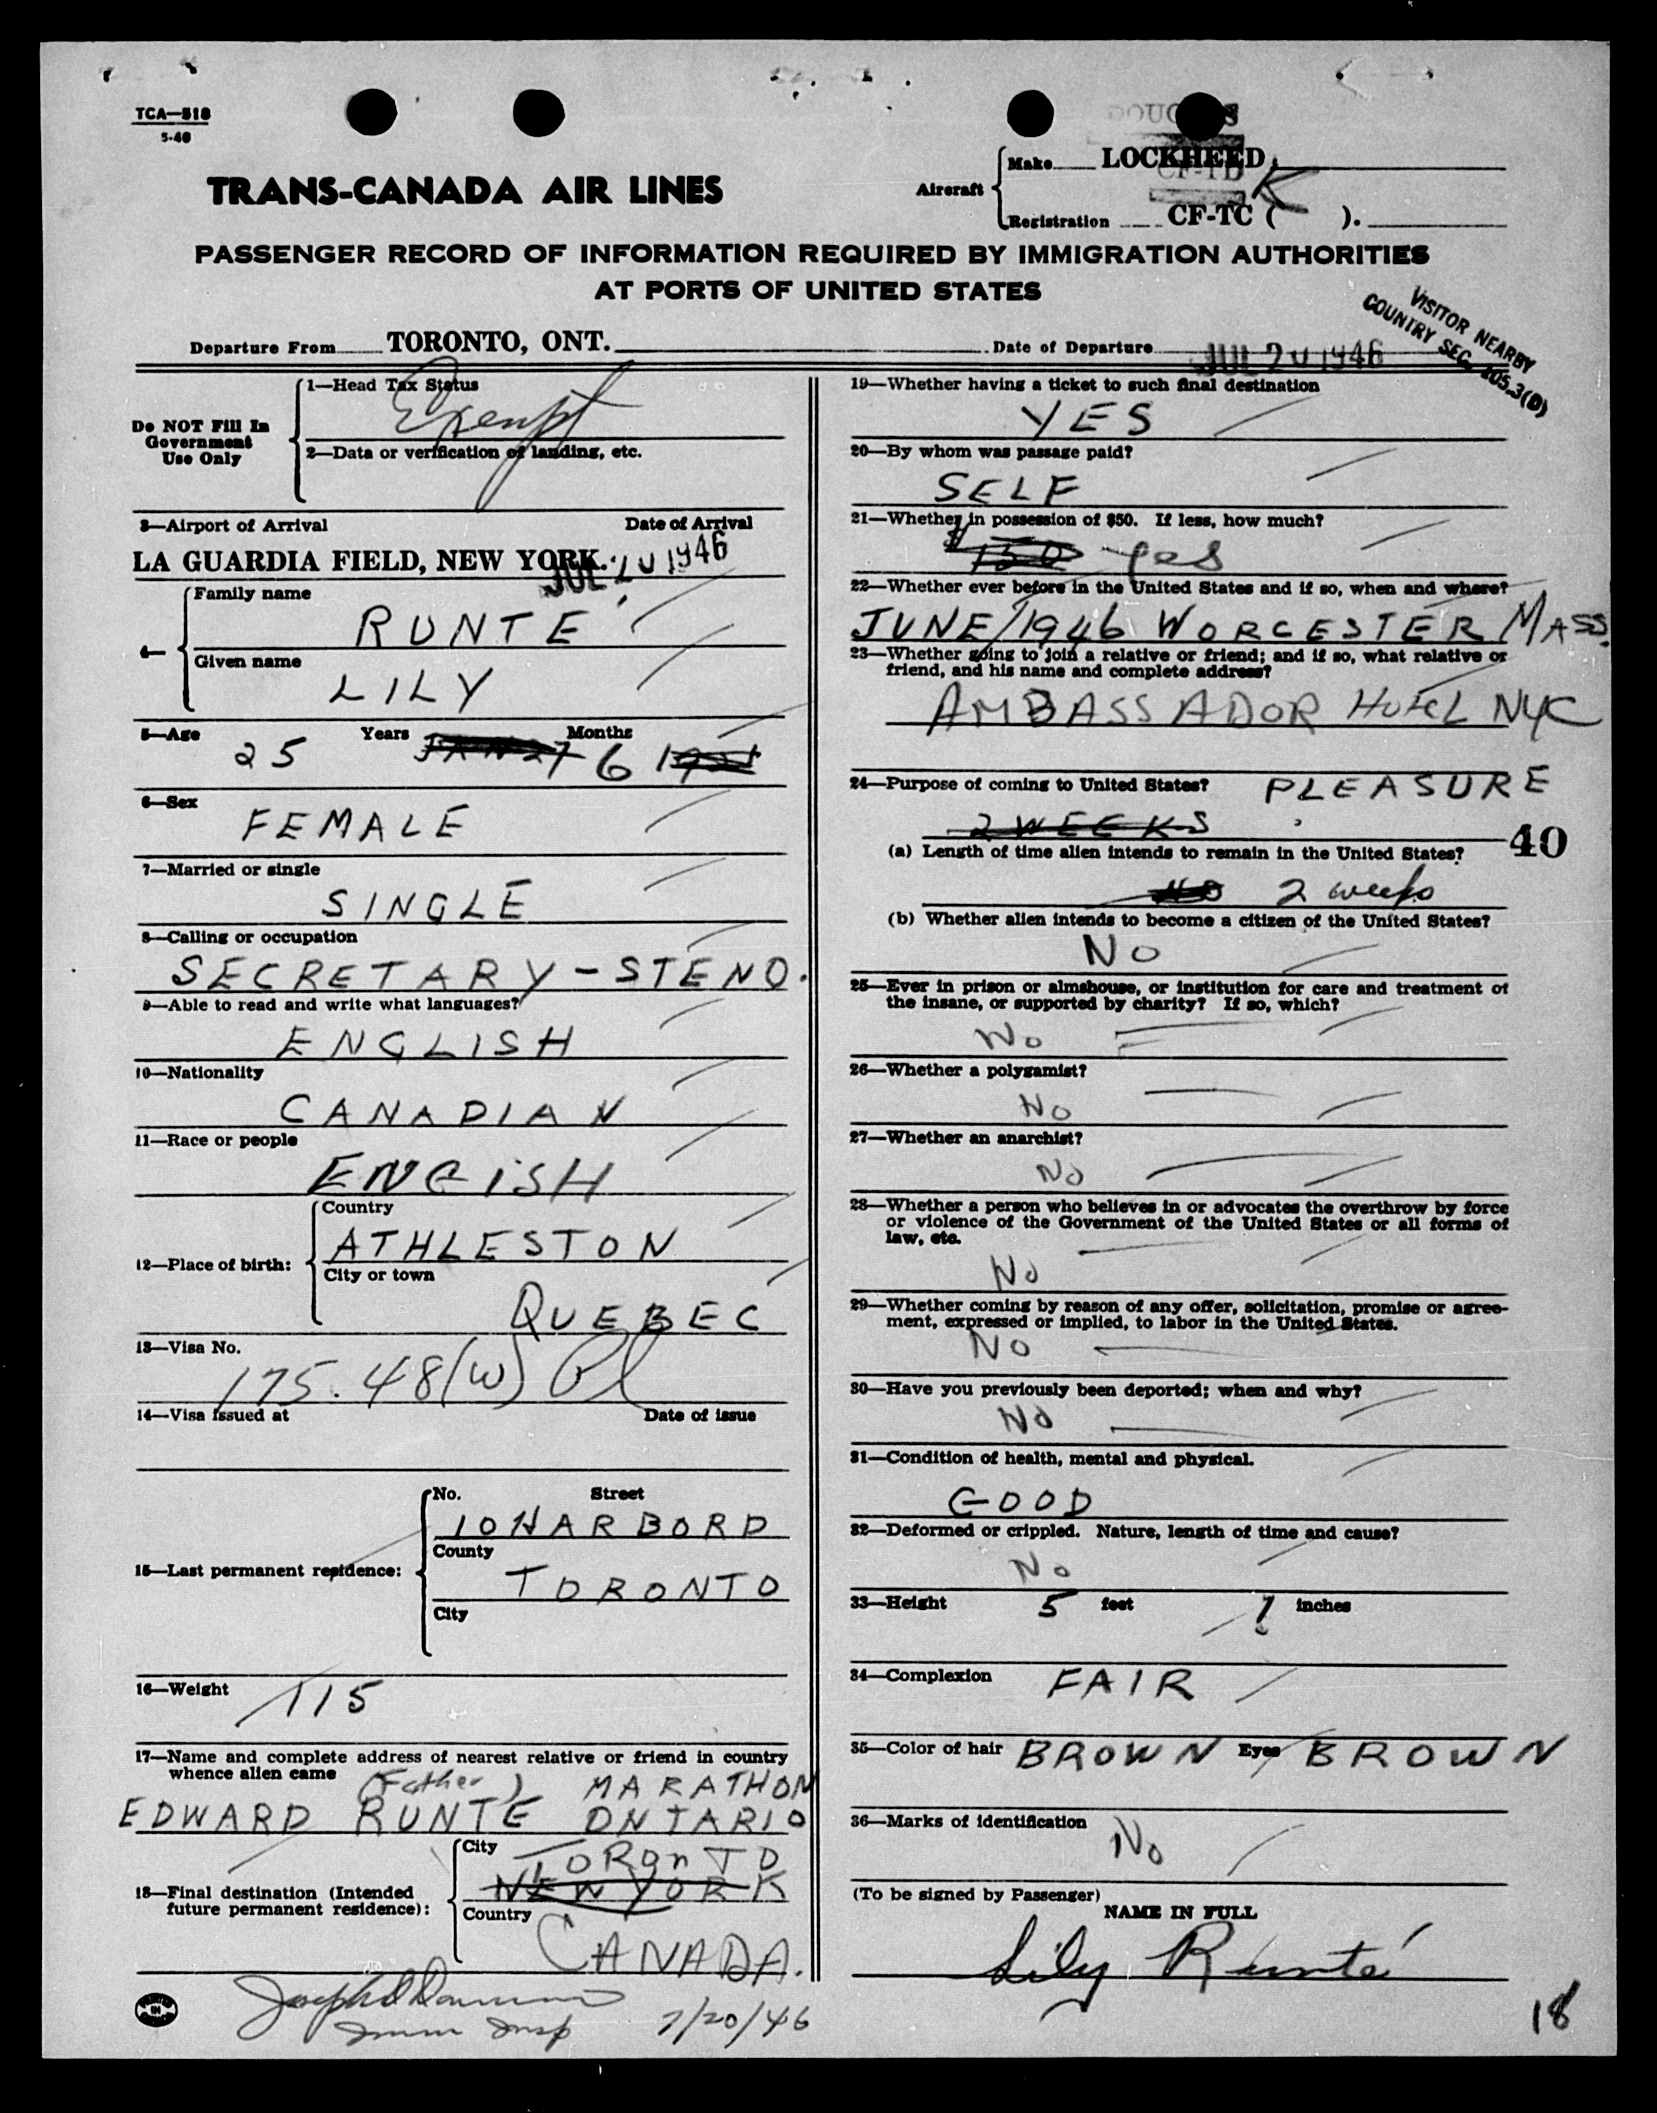 TCA—518
5-40
TRANS-CANADA AIR LINES
Aircraft
Make LOCKHEED
Registration CF-TC ( K ).
PASSENGER RECORD OF INFORMATION REQUIRED BY IMMIGRATION AUTHORITIES
AT PORTS OF UNITED STATES
VISITOR NEARBY
COUNTRY SEC. 105.3(D)
Departure From TORONTO, ONT. Date of Departure JUL 20 1946
Do NOT Fill In
Government
Use Only
1—Head Tax Status
Exempt
2—Data or verification of landing, etc.
3—Airport of Arrival Date of Arrival
LA GUARDIA FIELD, NEW YORK. JUL 20 1946
4—
Family name
RUNTE
Given name
LILY
5—Age 25 Years 6 Months
6—Sex
FEMALE
7—Married or single
SINGLE
8—Calling or occupation
SECRETARY-STENO.
9—Able to read and write what languages?
ENGLISH
10—Nationality
CANADIAN
11—Race or people
ENGISH
12—Place of birth:
Country
ATHLESTON
City or town
QUEBEC
13—Visa No.
175.48(W)
14—Visa issued at Date of issue
15—Last permanent residence:
No. Street
10 HARBORD
County
TORONTO
City
16—Weight 115
17—Name and complete address of nearest relative or friend in country
whence alien came
(Father) MARATHON
EDWARD RUNTE ONTARIO
18—Final destination (Intended
future permanent residence):
City TORONTO
NEW YORK
Country
CANADA.
Imm Insp 7/20/46
19—Whether having a ticket to such final destination
YES
20—By whom was passage paid?
SELF
21—Whether in possession of $50. If less, how much?
$150 yes
22—Whether ever before in the United States and if so, when and where?
JUNE/1946 WORCESTER MASS.
23—Whether going to join a relative or friend; and if so, what relative or
friend, and his name and complete address?
AMBASSADOR HOTEL NYC
24—Purpose of coming to United States? PLEASURE
2 WEEKS
40
(a) Length of time alien intends to remain in the United States?
NO 2 weeks
(b) Whether alien intends to become a citizen of the United States?
NO
25—Ever in prison or almshouse, or institution for care and treatment of
the insane, or supported by charity? If so, which?
No
26—Whether a polygamist?
No
27—Whether an anarchist?
No
28—Whether a person who believes in or advocates the overthrow by force
or violence of the Government of the United States or all forms of
law, etc.
No
29—Whether coming by reason of any offer, solicitation, promise or agree-
ment, expressed or implied, to labor in the United States.
No
30—Have you previously been deported; when and why?
No
31—Condition of health, mental and physical.
GOOD
32—Deformed or crippled. Nature, length of time and cause?
No
33—Height 5 feet 1 inches
34—Complexion FAIR
35—Color of hair BROWN Eyes BROWN
36—Marks of identification
No
(To be signed by Passenger)
NAME IN FULL
Lily Runté
18